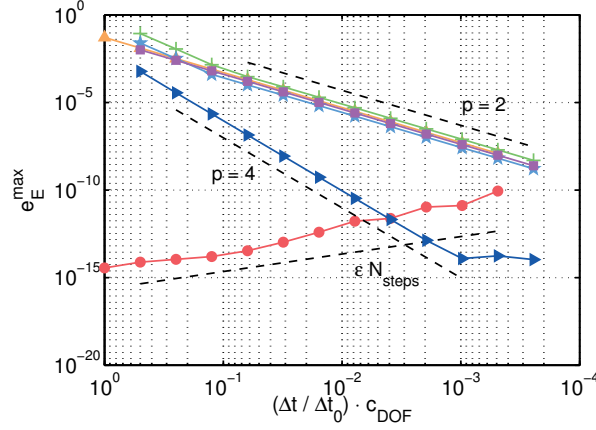 10^0
10^-5
10^-10
10^-15
10^-20
e_E^max
p = 2
p = 4
ε N_steps
10^0
10^-1
10^-2
10^-3
10^-4
(Δt / Δt_0) · c_DOF